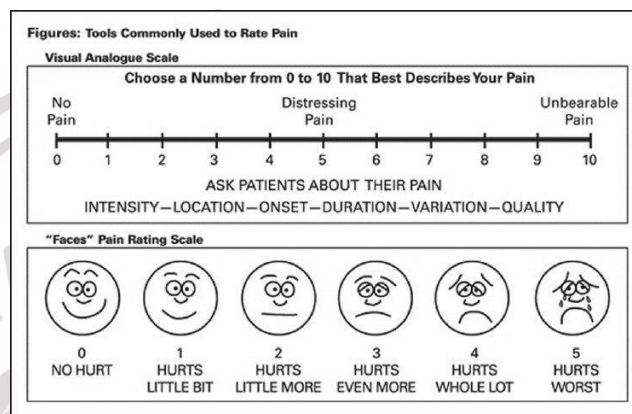 Figures: Tools Commonly Used to Rate Pain
Visual Analogue Scale
Choose a Number from 0 to 10 That Best Describes Your Pain
No Distressing Unbearable
Pain Pain Pain
0 1 2 3 4 5 6 7 8 9 10
ASK PATIENTS ABOUT THEIR PAIN
INTENSITY—LOCATION—ONSET—DURATION—VARIATION—QUALITY
"Faces" Pain Rating Scale
0 1 2 3 4 5
NO HURT HURTS HURTS HURTS HURTS HURTS
LITTLE BIT LITTLE MORE EVEN MORE WHOLE LOT WORST